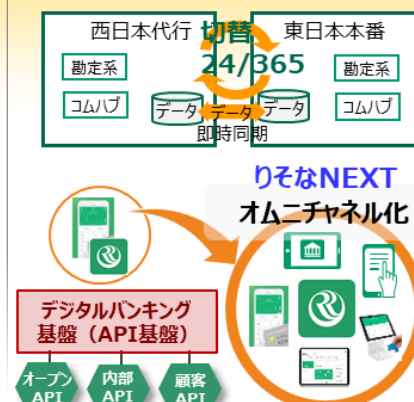 西日本代行 切替 東日本本番
24/365
勘定系 勘定系
コムハブ データ データ データ コムハブ
即時同期
りそなNEXT
オムニチャネル化
デジタルバンキング
基盤（API基盤）
オープン 内部 顧客
API API API